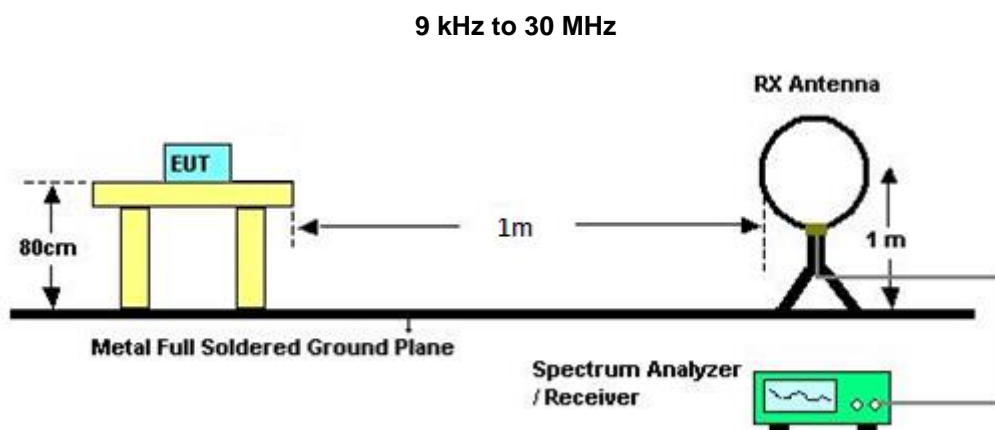 9 kHz to 30 MHz
RX Antenna
EUT
80cm
1m
1 m
Metal Full Soldered Ground Plane
Spectrum Analyzer
/ Receiver